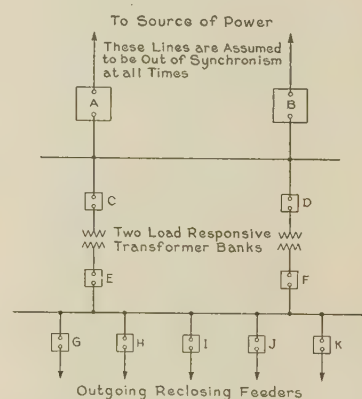 To Source of Power
These Lines are Assumed
to be Out of Synchronism
at all Times
A
B
C
D
Two Load Responsive
Transformer Banks
E
F
G
H
I
J
K
Outgoing Reclosing Feeders